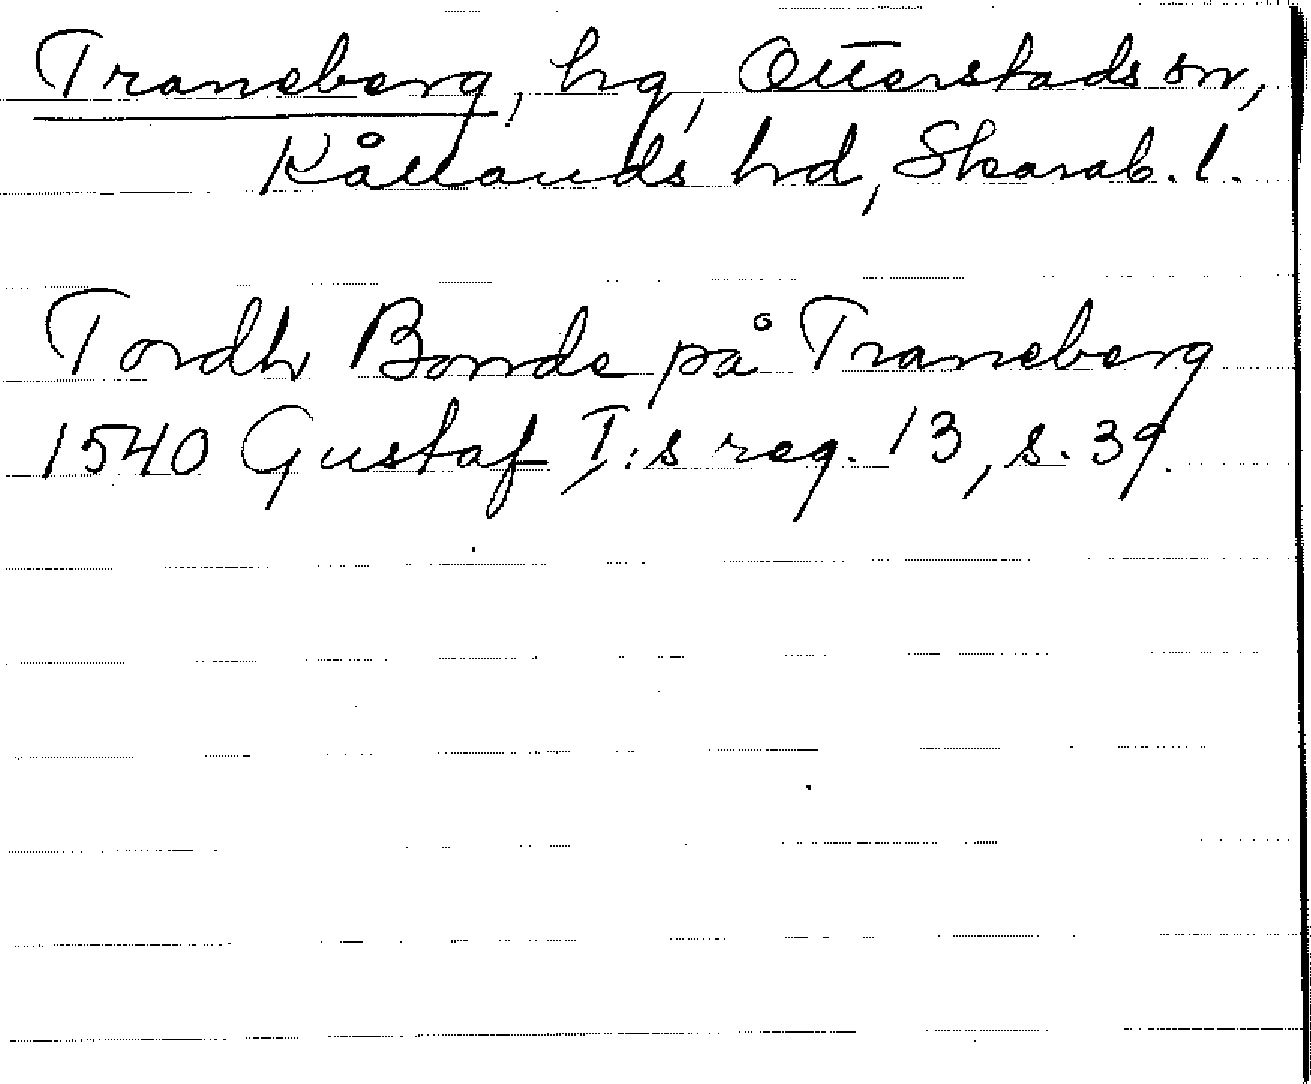 Traneberg, hg, Otterstads sn,
Kållands hd, Skarab. l.
Tordh Bonde på Traneberg
1540 Gustaf I:s reg. 13, s. 39.